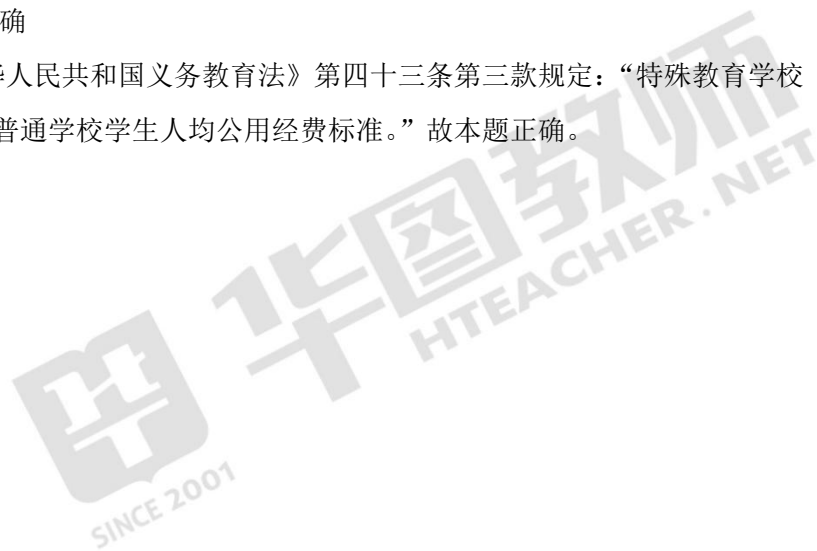 确
人民共和国义务教育法》第四十三条第三款规定：“特殊教育学校
普通学校学生人均公用经费标准。”故本题正确。
华图教师
HTEACHER.NET
华
SINCE 2001